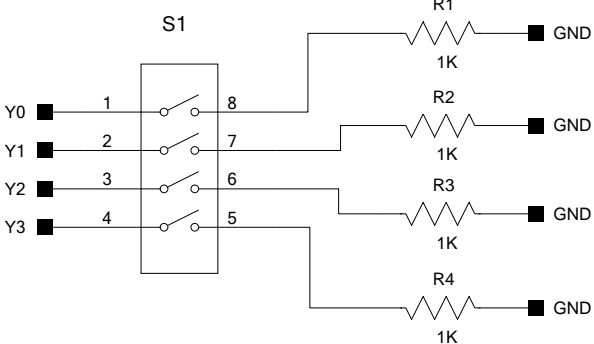 S1
R1
GND
1K
Y0 1 8
R2
GND
Y1 2 7
1K
Y2 3 6
R3
GND
Y3 4 5
1K
R4
GND
1K